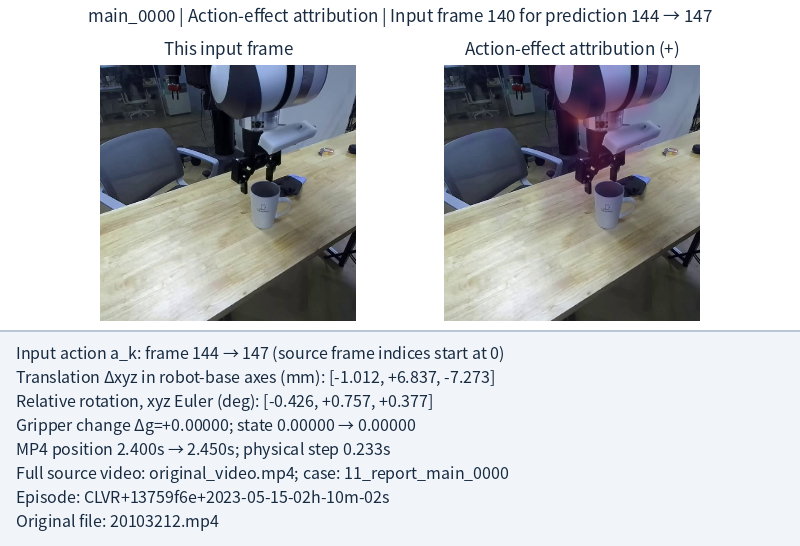 main_0000 | Action-effect attribution | Input frame 140 for prediction 144 → 147
This input frame
Action-effect attribution (+)
Input action a_k: frame 144 → 147 (source frame indices start at 0)
Translation Δxyz in robot-base axes (mm): [-1.012, +6.837, -7.273]
Relative rotation, xyz Euler (deg): [-0.426, +0.757, +0.377]
Gripper change Δg=+0.00000; state 0.00000 → 0.00000
MP4 position 2.400s → 2.450s; physical step 0.233s
Full source video: original_video.mp4; case: 11_report_main_0000
Episode: CLVR+13759f6e+2023-05-15-02h-10m-02s
Original file: 20103212.mp4